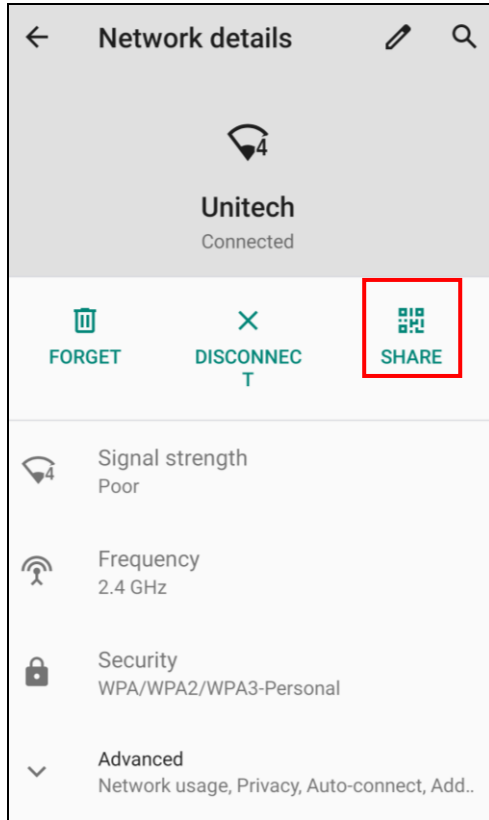 Network details
4
Unitech
Connected
FORGET
DISCONNEC
T
SHARE
4
Signal strength
Poor
Frequency
2.4 GHz
Security
WPA/WPA2/WPA3-Personal
Advanced
Network usage, Privacy, Auto-connect, Add..